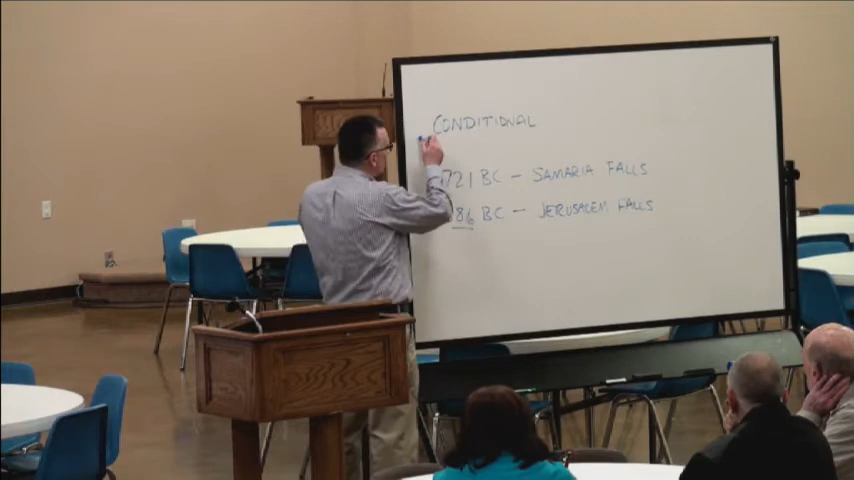 CONDITIONAL
721 BC - SAMARIA FALLS
86 BC - JERUSALEM FALLS